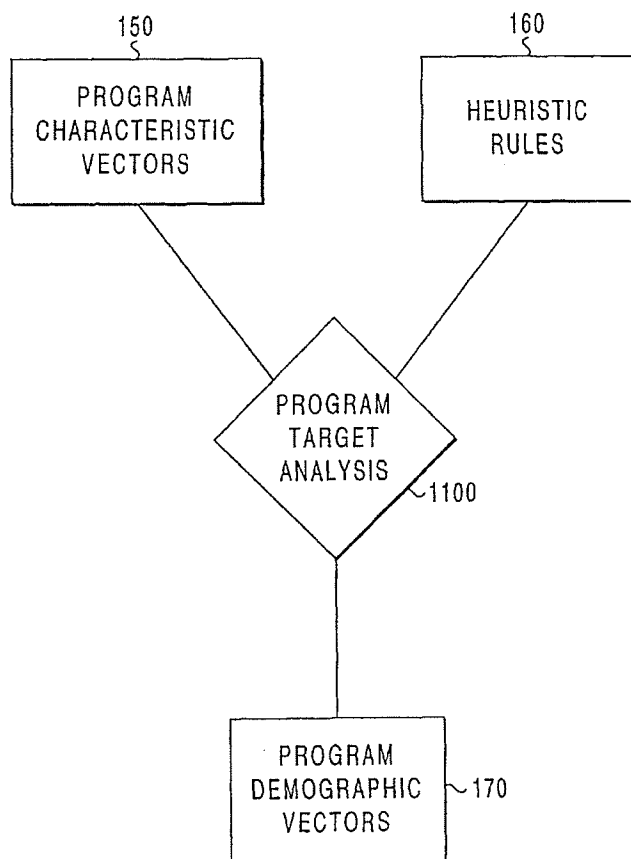 150
PROGRAM
CHARACTERISTIC
VECTORS
160
HEURISTIC
RULES
PROGRAM
TARGET
ANALYSIS
1100
PROGRAM
DEMOGRAPHIC
VECTORS
170